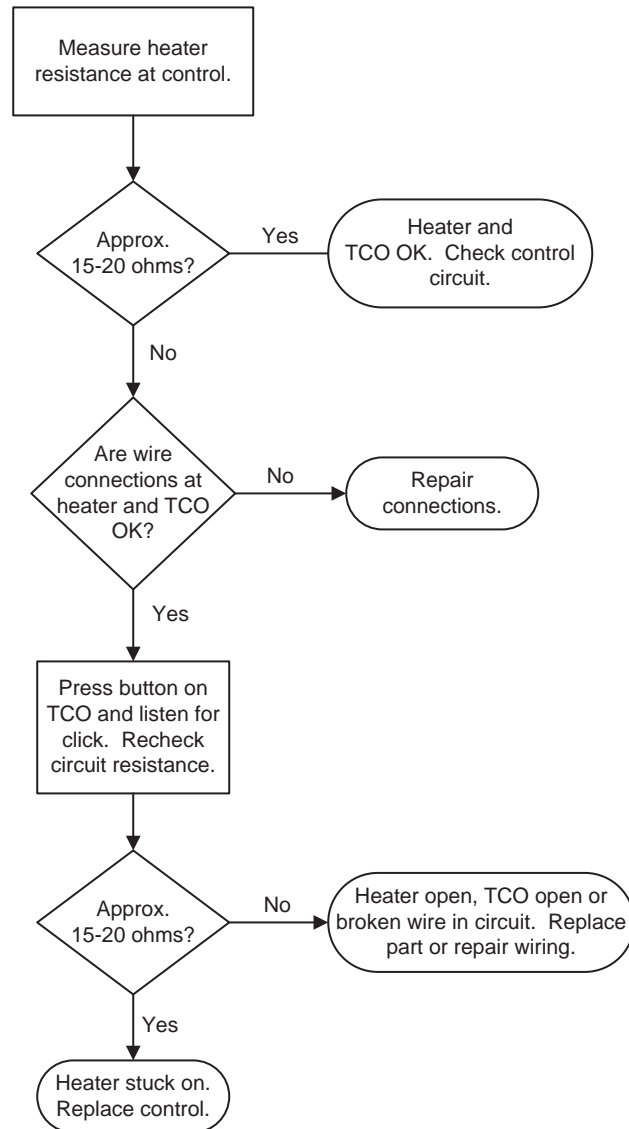 Measure heater
resistance at control.
Approx.
15-20 ohms?
Yes
Heater and
TCO OK.  Check control
circuit.
No
Are wire
connections at
heater and TCO
OK?
No
Repair
connections.
Yes
Press button on
TCO and listen for
click.  Recheck
circuit resistance.
Approx.
15-20 ohms?
No
Heater open, TCO open or
broken wire in circuit.  Replace
part or repair wiring.
Yes
Heater stuck on.
Replace control.